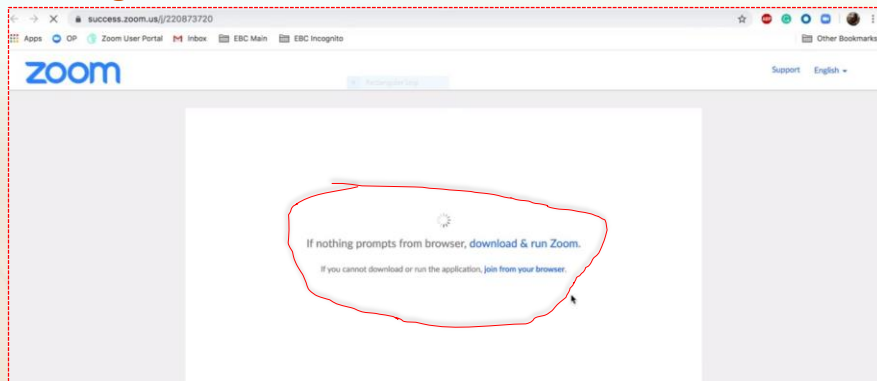 success.zoom.us/j/220873720
Apps OP Zoom User Portal Inbox EBC Main EBC Incognito Other Bookmarks
zoom Support English
Rectangular Snip
If nothing prompts from browser, download & run Zoom.
If you cannot download or run the application, join from your browser.